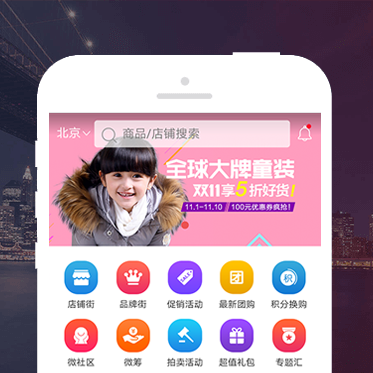 北京
商品/店铺搜索
全球大牌童装
双11享5折好货!
11.1~11.10 100元优惠券疯抢!
店铺街 品牌街 促销活动 最新团购 积分换购
团 积
微社区 微筹 拍卖活动 超值礼包 专题汇